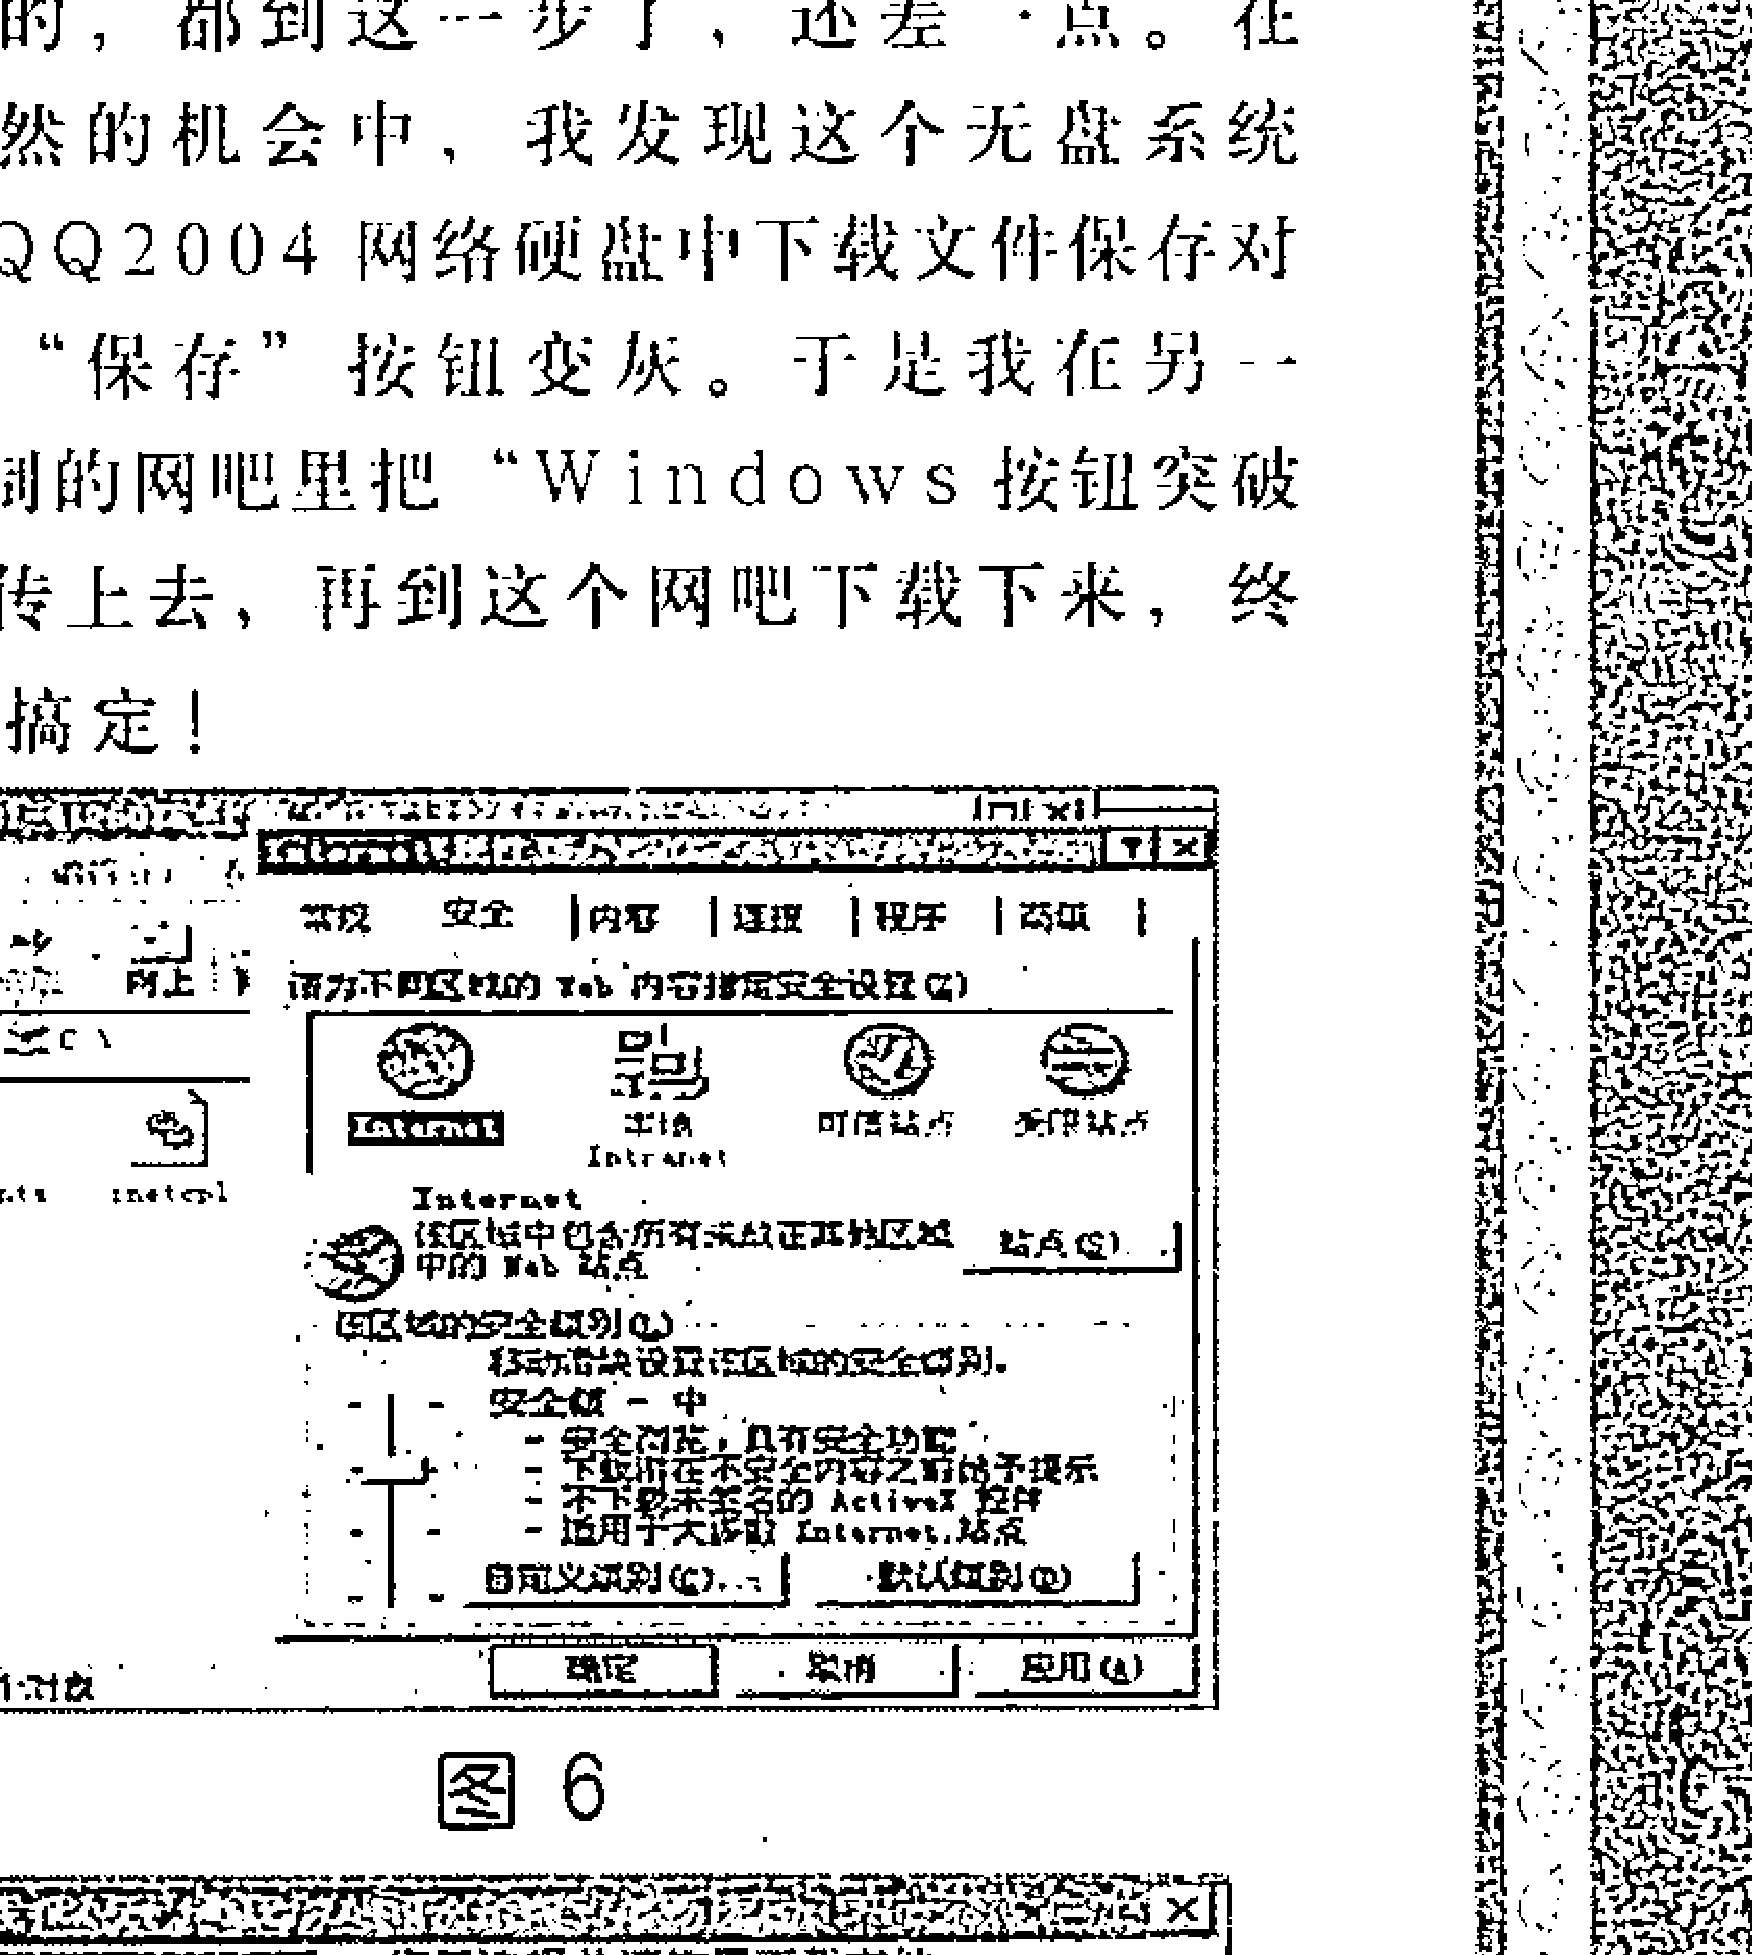 的，都到这一步了，还差一点。在
然的机会中，我发现这个无盘系统
QQ2004 网络硬盘中下载文件保存对
“保存”按钮变灰。于是我在另一
制的网吧里把“Windows 按钮突破
传上去，再到这个网吧下载下来，终
搞定！
常规 安全 内容 连接 程序 高级
请为不同区域的 Web 内容指定安全设置(Z)
网上
C \
Internet 本地 Intranet 可信站点 受限站点
inetcpl
Internet
该区域中包含所有未放在其他区域
中的 Web 站点
站点(S)
该区域的安全级别(L)
移动滑块设置该区域的安全级别。
安全级 - 中
- 安全浏览，具有安全功能
- 下载潜在不安全内容之前给予提示
- 不下载未签名的 ActiveX 控件
- 适用于大多数 Internet 站点
自定义级别(C)... 默认级别(D)
个对象
确定 取消 应用(A)
图 6